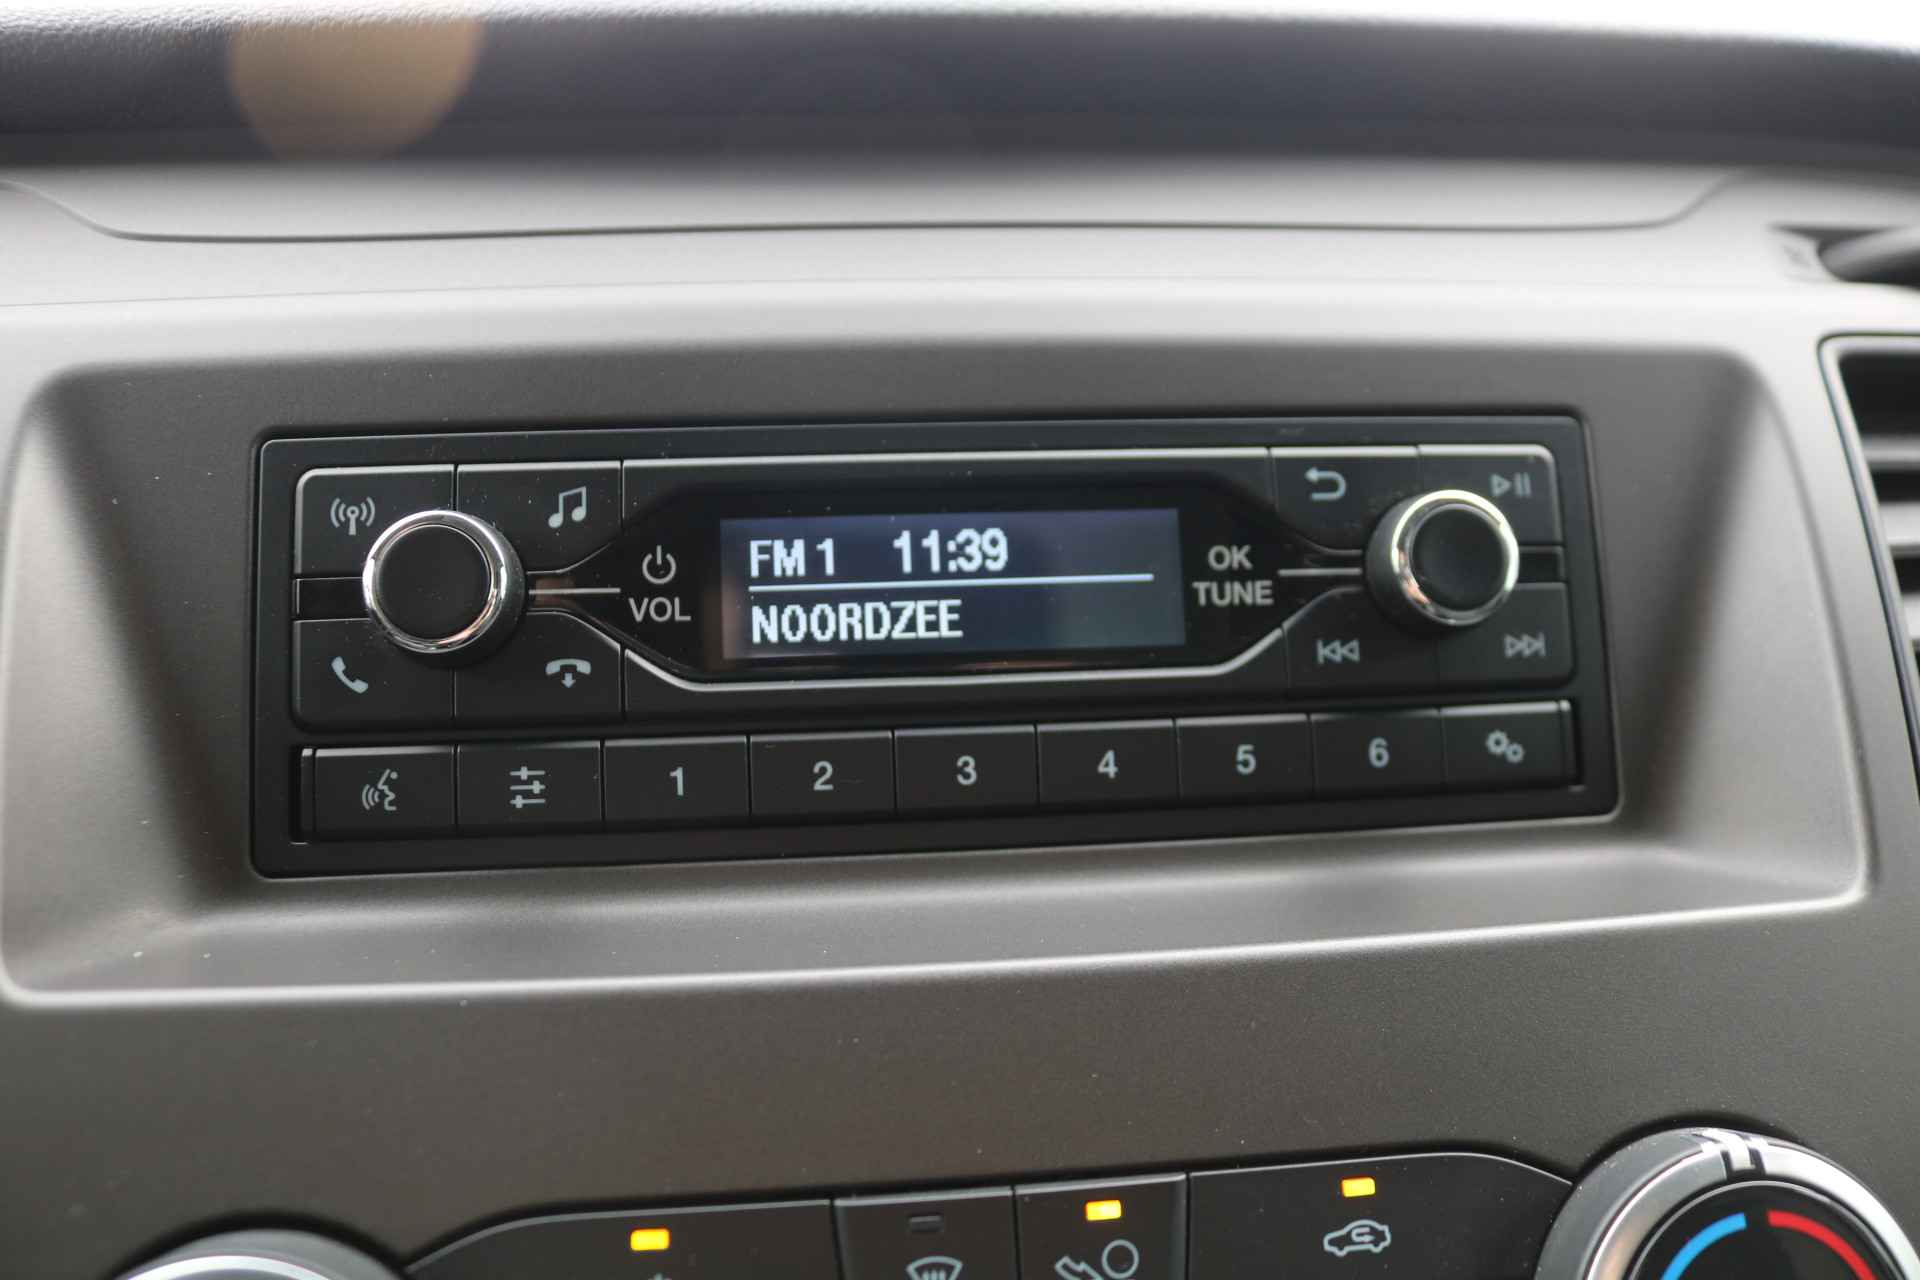 FM 1 11:39
NOORDZEE
VOL
OK
TUNE
1 2 3 4 5 6